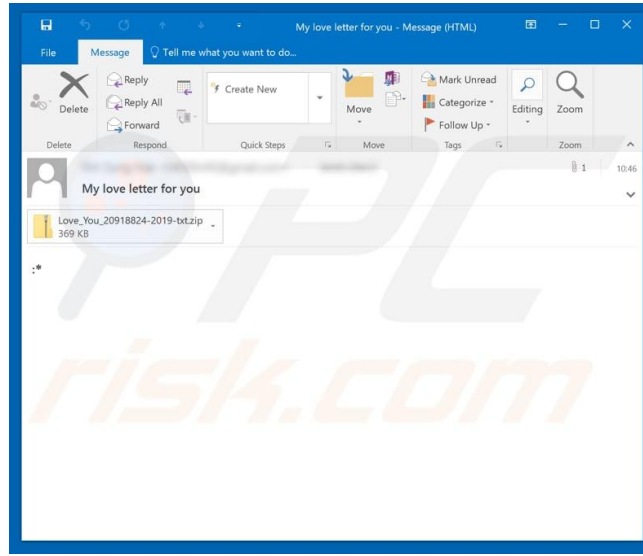 My love letter for you - Message (HTML)
File Message Tell me what you want to do...
Delete
Reply
Reply All
Forward
Create New
Move
Mark Unread
Categorize
Follow Up
Editing
Zoom
Delete Respond Quick Steps Move Tags Zoom
1 10:46
My love letter for you
Love_You_20918824-2019-txt.zip
369 KB
:*
PC
risk.com